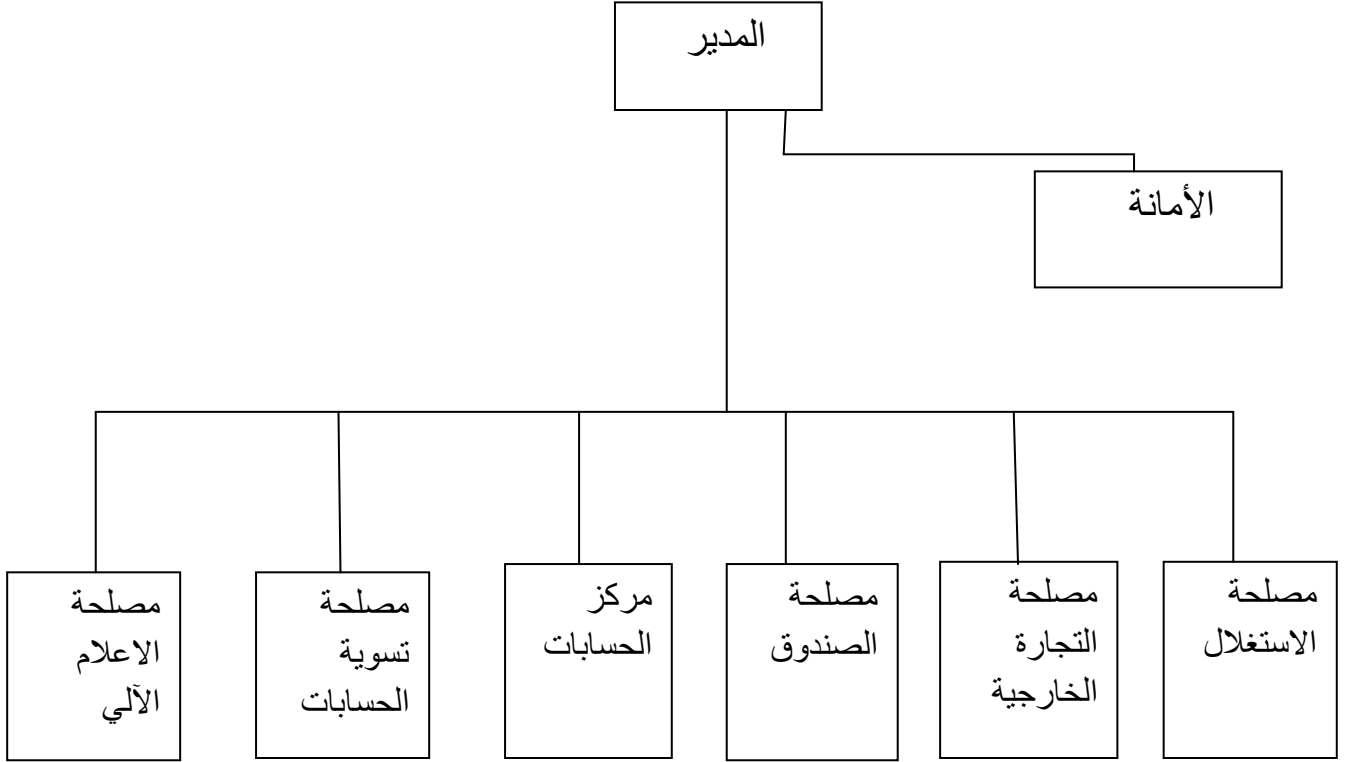 المدير
الأمانة
مصلحة
الاستغلال
مصلحة
التجارة
الخارجية
مصلحة
الصندوق
مركز
الحسابات
مصلحة
تسوية
الحسابات
مصلحة
الاعلام
الآلي